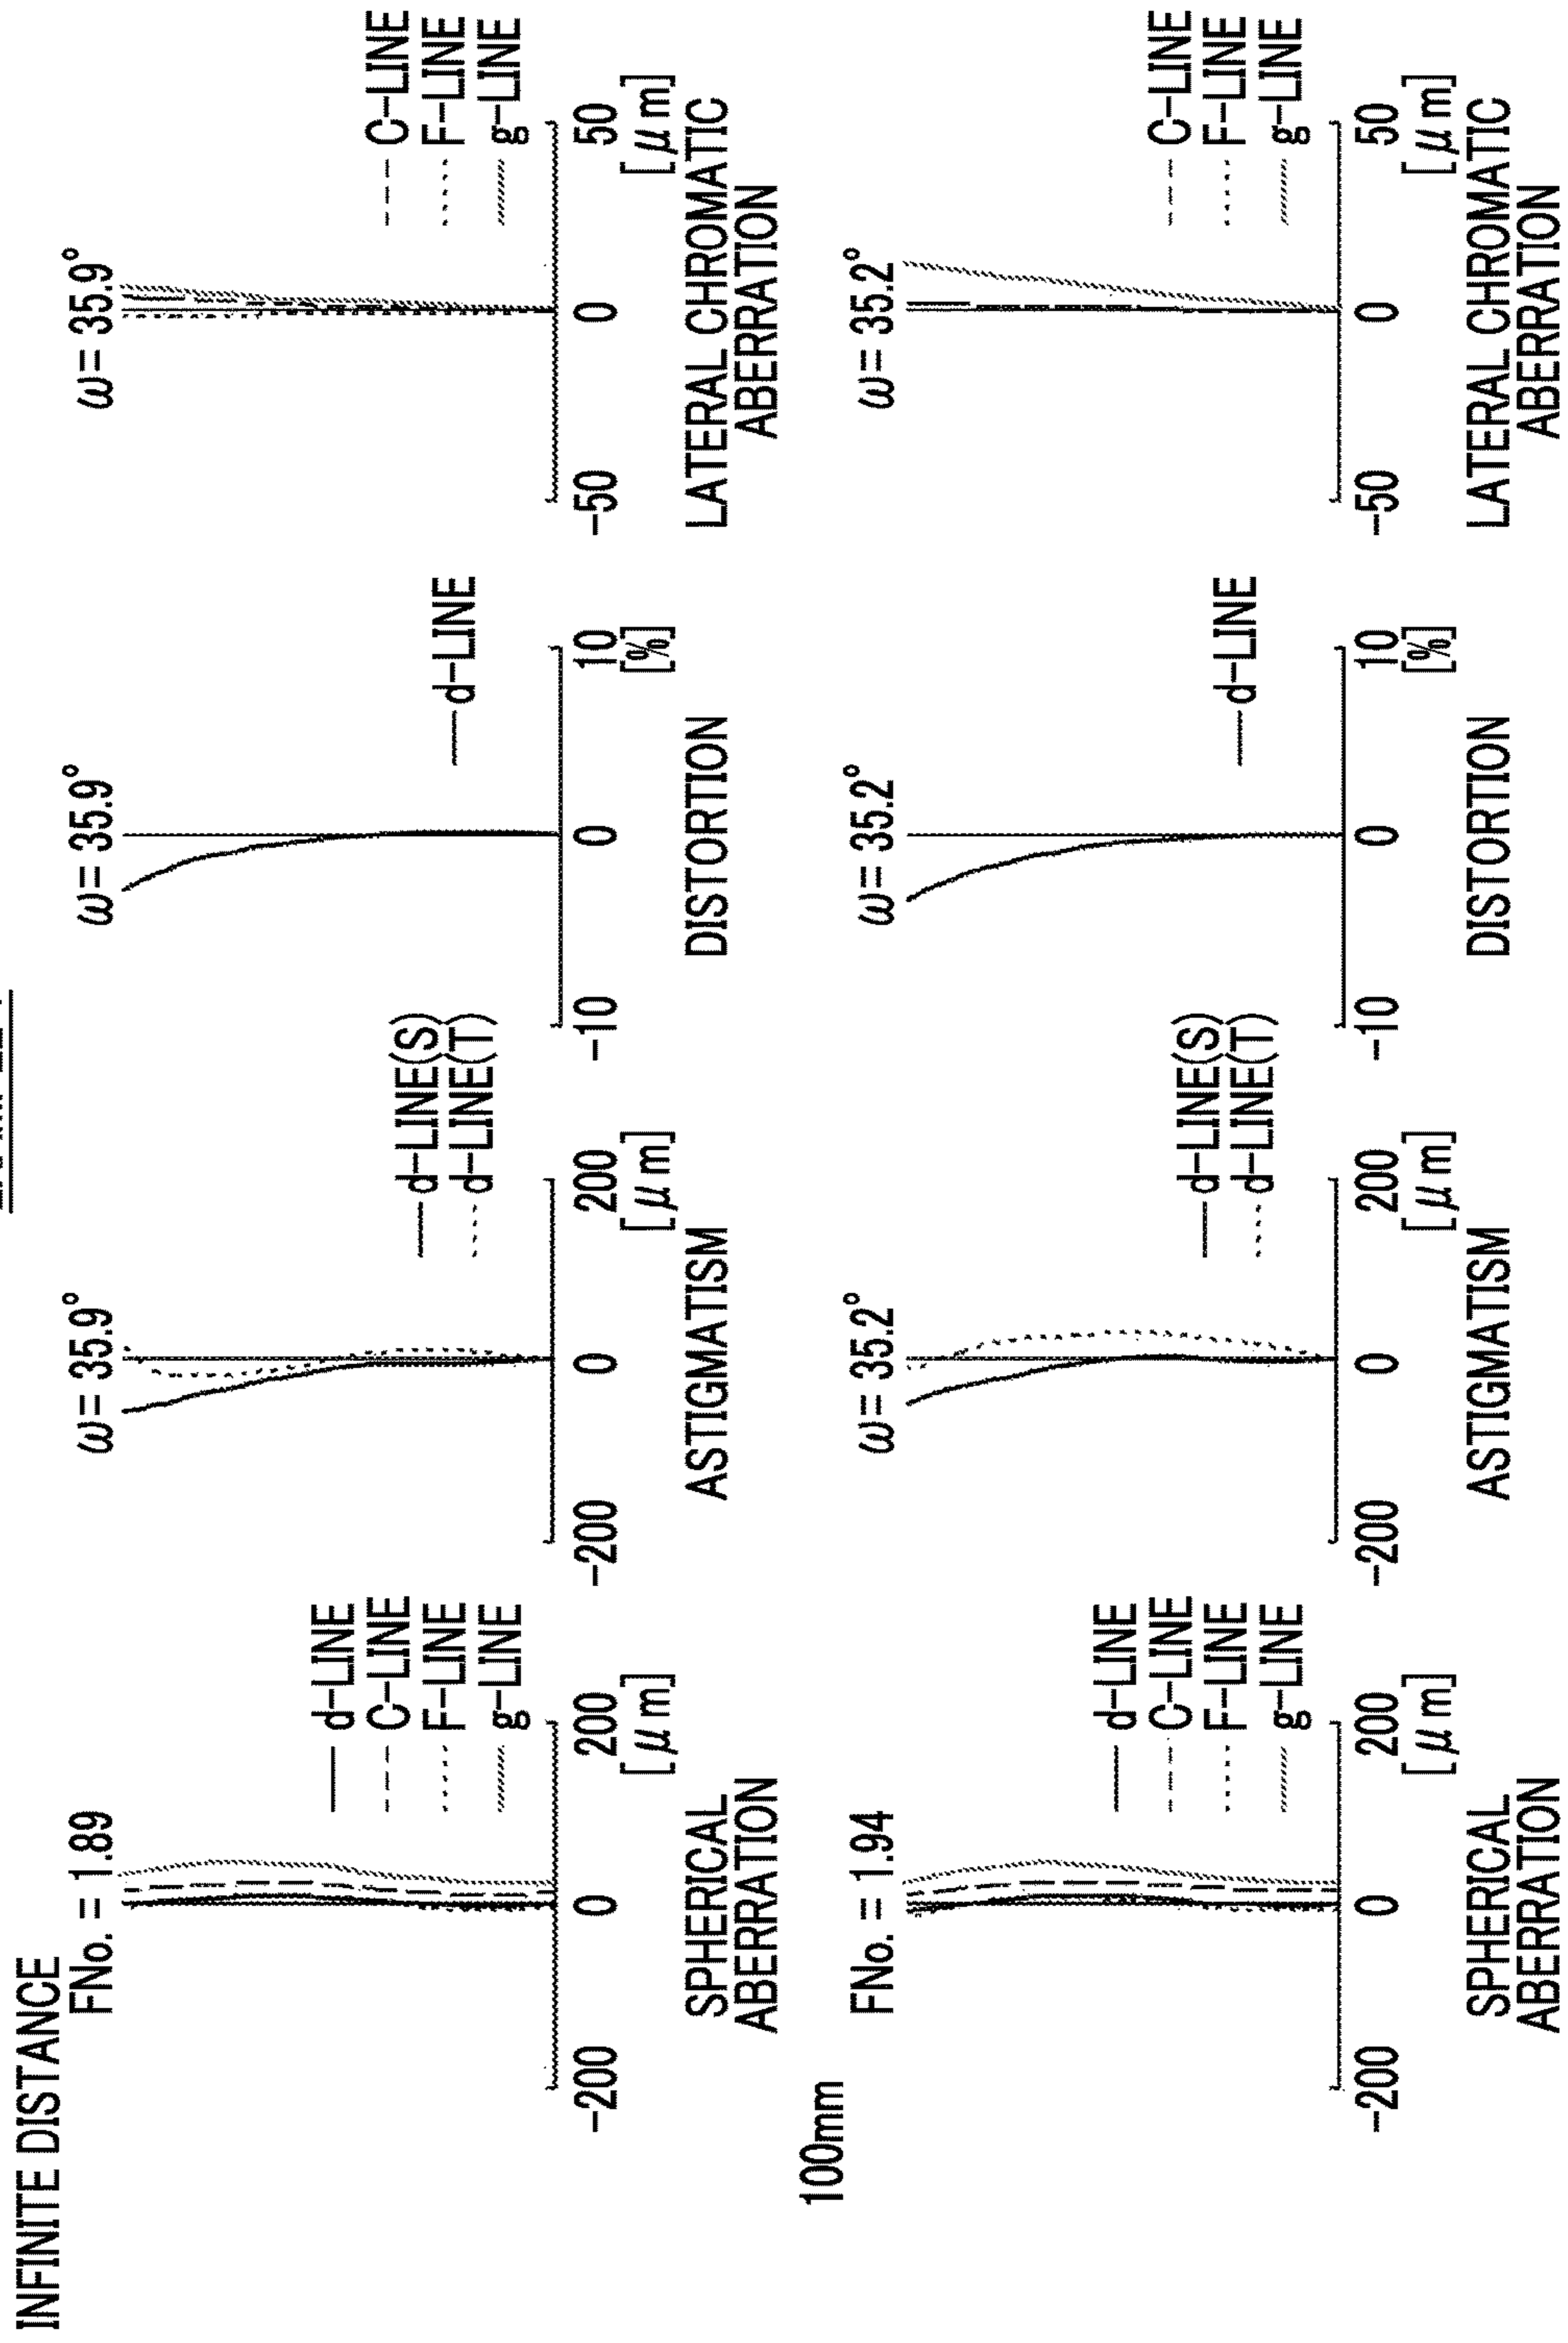 INFINITE DISTANCE
FNo. = 1.89
d-LINE
C-LINE
F-LINE
g-LINE
-200 0 200
[μm]
SPHERICAL
ABERRATION
ω= 35.9°
d-LINE(S)
d-LINE(T)
-200 0 200
[μm]
ASTIGMATISM
ω= 35.9°
d-LINE
-10 0 10
[%]
DISTORTION
ω= 35.9°
C-LINE
F-LINE
g-LINE
-50 0 50
[μm]
LATERAL CHROMATIC
ABERRATION
100mm
FNo. = 1.94
d-LINE
C-LINE
F-LINE
g-LINE
-200 0 200
[μm]
SPHERICAL
ABERRATION
ω= 35.2°
d-LINE(S)
d-LINE(T)
-200 0 200
[μm]
ASTIGMATISM
ω= 35.2°
d-LINE
-10 0 10
[%]
DISTORTION
ω= 35.2°
C-LINE
F-LINE
g-LINE
-50 0 50
[μm]
LATERAL CHROMATIC
ABERRATION